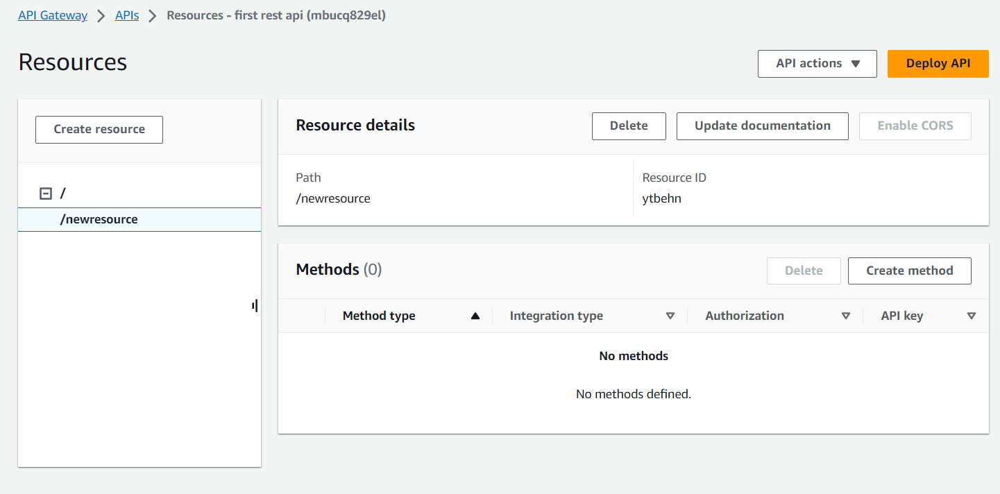 API Gateway > APIs > Resources - first rest api (mbucq829el)
Resources
API actions ▼ Deploy API
Create resource
/
/newresource
Resource details
Delete Update documentation Enable CORS
Path
/newresource
Resource ID
ytbehn
Methods (0)
Delete Create method
Method type Integration type Authorization API key
No methods
No methods defined.